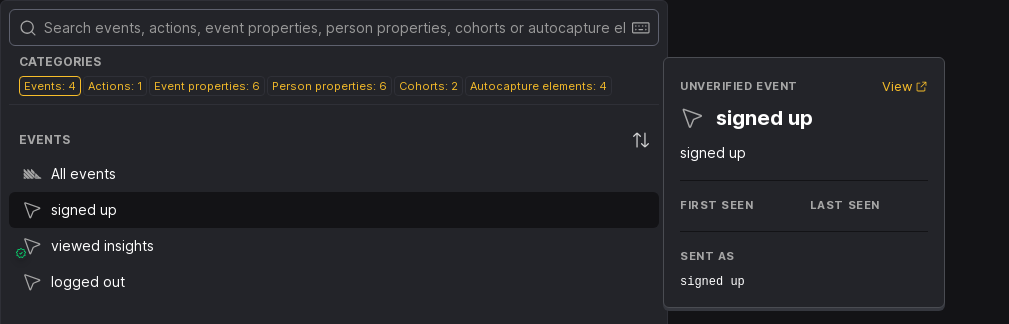 Search events, actions, event properties, person properties, cohorts or autocapture el
CATEGORIES
Events: 4 Actions: 1 Event properties: 6 Person properties: 6 Cohorts: 2 Autocapture elements: 4
EVENTS
All events
signed up
viewed insights
logged out
UNVERIFIED EVENT View
signed up
signed up
FIRST SEEN LAST SEEN
SENT AS
signed up